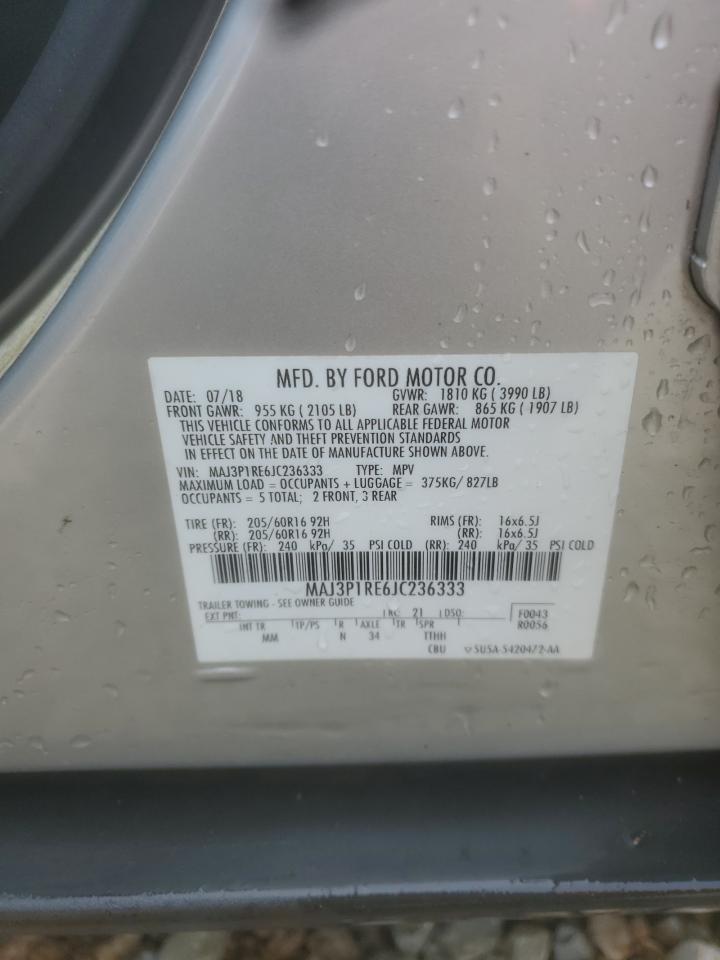 MFD. BY FORD MOTOR CO.
DATE: 07/18 GVWR: 1810 KG ( 3990 LB)
FRONT GAWR: 955 KG ( 2105 LB) REAR GAWR: 865 KG ( 1907 LB)
THIS VEHICLE CONFORMS TO ALL APPLICABLE FEDERAL MOTOR
VEHICLE SAFETY AND THEFT PREVENTION STANDARDS
IN EFFECT ON THE DATE OF MANUFACTURE SHOWN ABOVE.
VIN: MAJ3P1RE6JC236333 TYPE: MPV
MAXIMUM LOAD = OCCUPANTS + LUGGAGE = 375KG/ 827LB
OCCUPANTS = 5 TOTAL; 2 FRONT, 3 REAR
TIRE (FR): 205/60R16 92H RIMS (FR): 16x6.5J
(RR): 205/60R16 92H (RR): 16x6.5J
PRESSURE (FR): 240 kPa/ 35 PSI COLD (RR): 240 kPa/ 35 PSI COLD
MAJ3P1RE6JC236333
TRAILER TOWING - SEE OWNER GUIDE
EXT PNT: RC: 21 DSO: F0043
INT TR TP/PS R AXLE TR SPR R0056
MM N 34 TTHH
CBU 5U5A-5420472-AA